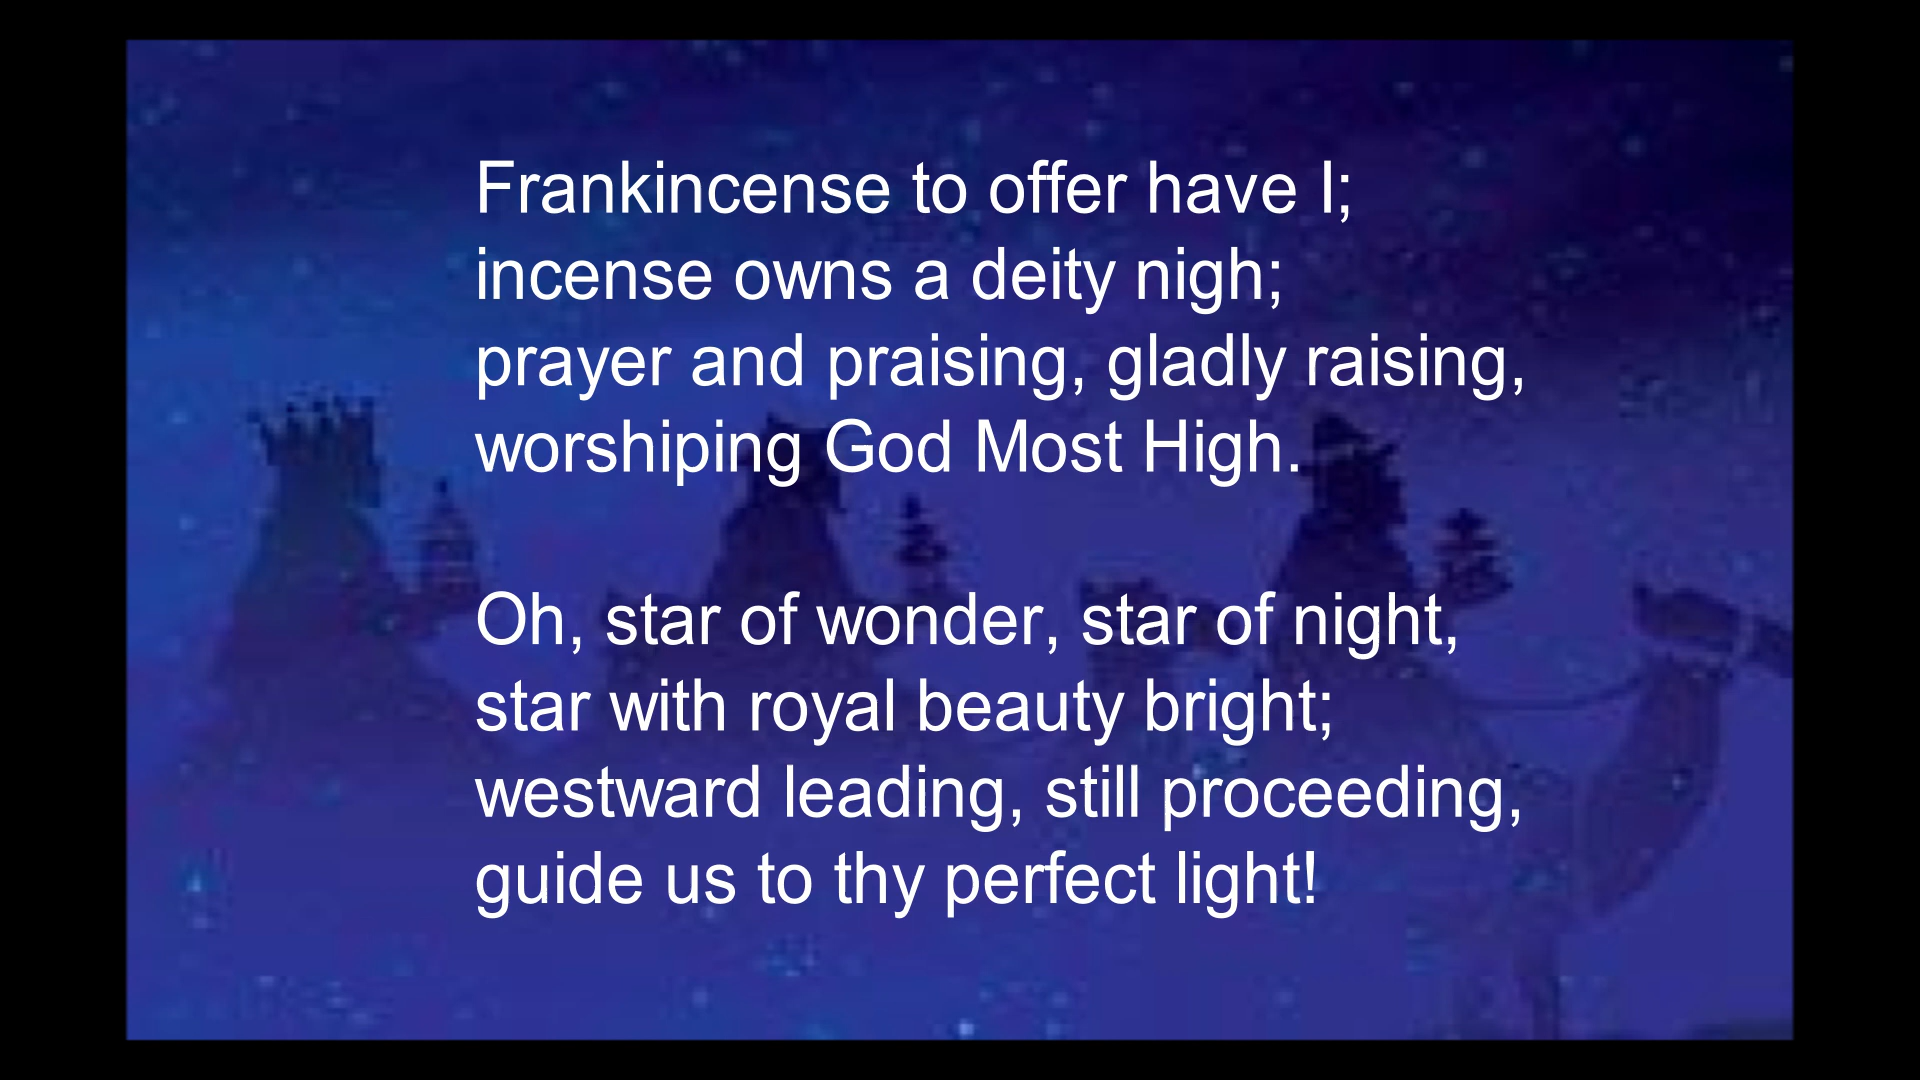 Frankincense to offer have I;
incense owns a deity nigh;
prayer and praising, gladly raising,
worshiping God Most High.
Oh, star of wonder, star of night,
star with royal beauty bright;
westward leading, still proceeding,
guide us to thy perfect light!